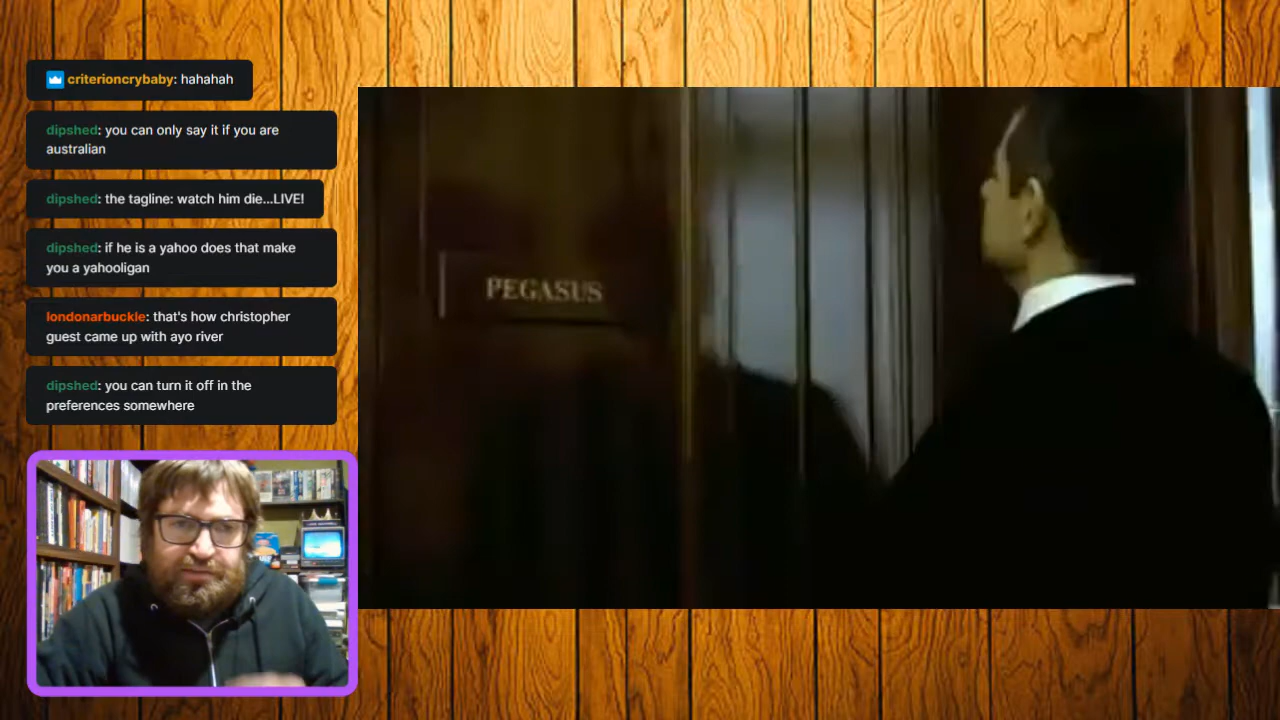 criterioncrybaby: hahahah
dipshed: you can only say it if you are
australian
dipshed: the tagline: watch him die...LIVE!
dipshed: if he is a yahoo does that make
you a yahooligan
londonarbuckle: that's how christopher
guest came up with ayo river
dipshed: you can turn it off in the
preferences somewhere
PEGASUS